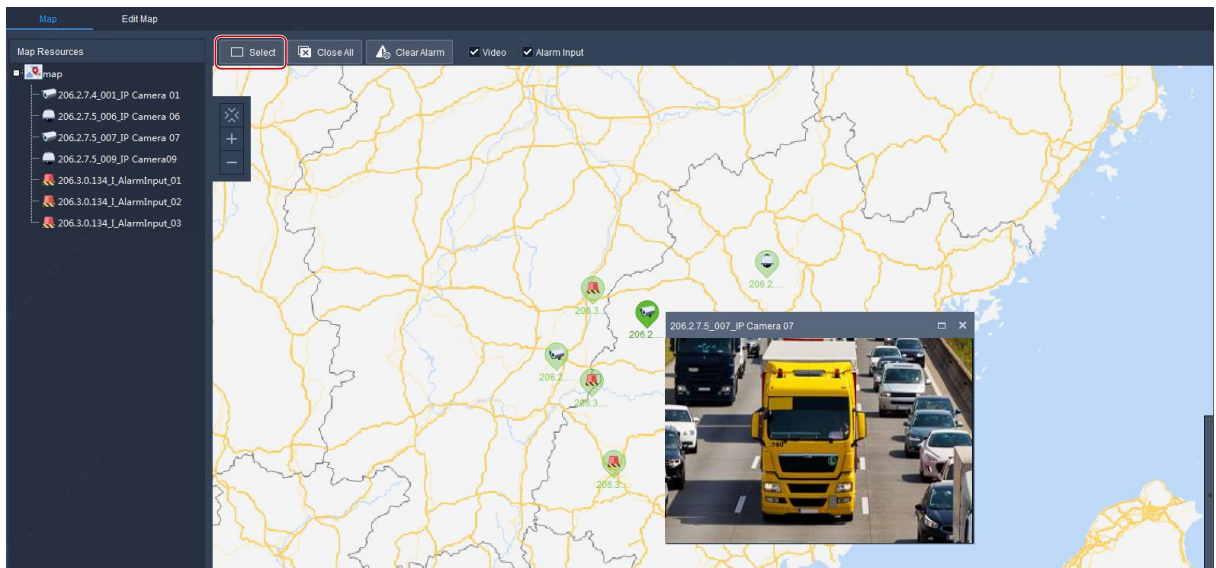 Map
Edit Map
Map Resources
Select
Close All
Clear Alarm
Video
Alarm Input
map
206.2.7.4_001_IP Camera 01
206.2.7.5_006_IP Camera 06
206.2.7.5_007_IP Camera 07
206.2.7.5_009_IP Camera09
206.3.0.134_I_AlarmInput_01
206.3.0.134_I_AlarmInput_02
206.3.0.134_I_AlarmInput_03
206.2....
206.3....
206.2....
206.2.7.5_007_IP Camera 07
206.2....
206.3....
206.3....
160